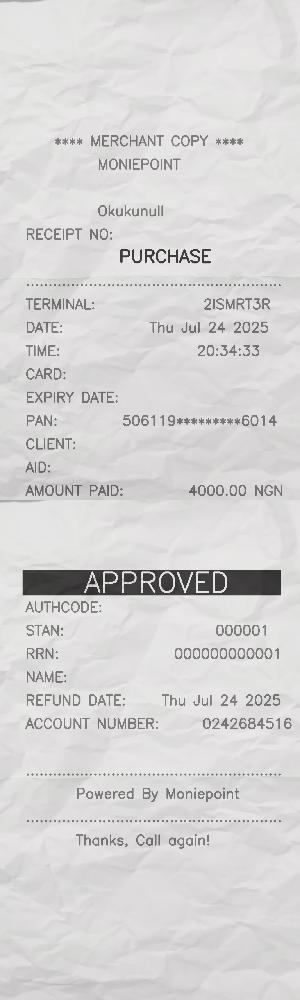 **** MERCHANT COPY ****
MONIEPOINT
Okukunull
RECEIPT NO:
PURCHASE
TERMINAL: 2ISMRT3R
DATE: Thu Jul 24 2025
TIME: 20:34:33
CARD:
EXPIRY DATE:
PAN: 506119*********6014
CLIENT:
AID:
AMOUNT PAID: 4000.00 NGN
APPROVED
AUTHCODE:
STAN: 000001
RRN: 000000000001
NAME:
REFUND DATE: Thu Jul 24 2025
ACCOUNT NUMBER: 0242684516
Powered By Moniepoint
Thanks, Call again!